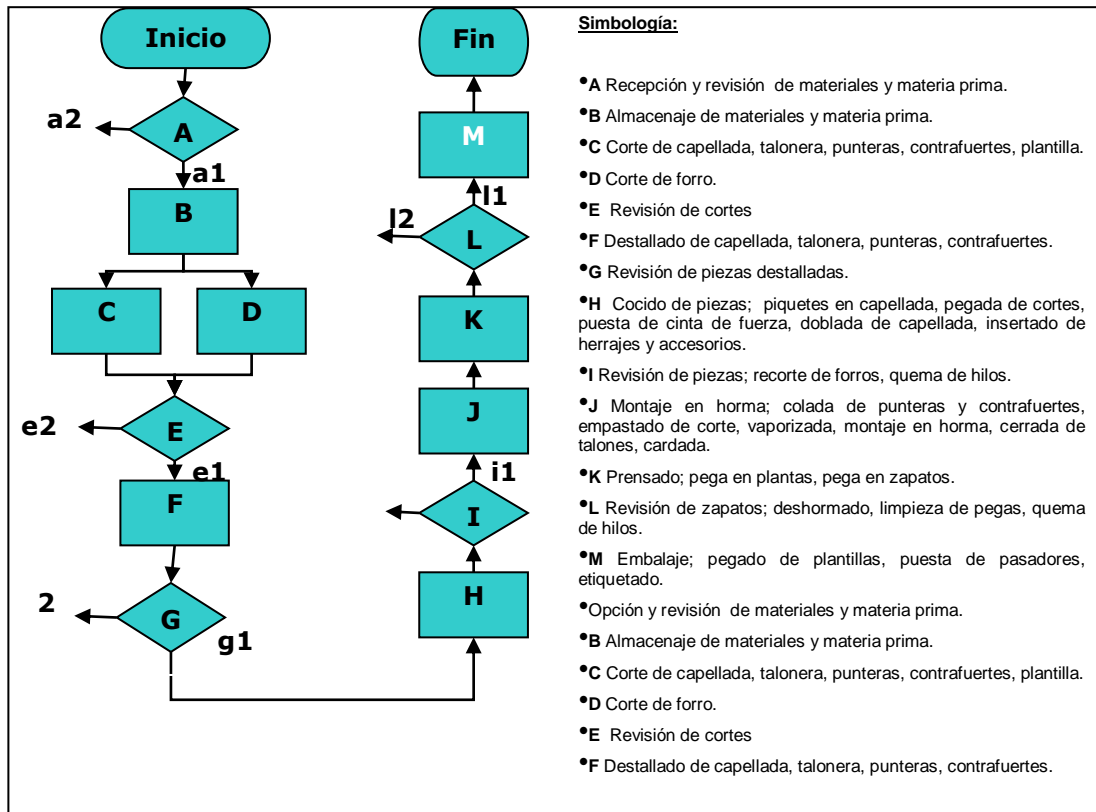 Inicio
A
a2
a1
B
C
D
E
e2
e1
F
G
2
g1
Fin
M
l1
l2
L
K
J
i1
I
H
Simbología:
•A Recepción y revisión de materiales y materia prima.
•B Almacenaje de materiales y materia prima.
•C Corte de capellada, talonera, punteras, contrafuertes, plantilla.
•D Corte de forro.
•E Revisión de cortes
•F Destallado de capellada, talonera, punteras, contrafuertes.
•G Revisión de piezas destalladas.
•H Cocido de piezas; piquetes en capellada, pegada de cortes,
puesta de cinta de fuerza, doblada de capellada, insertado de
herrajes y accesorios.
•I Revisión de piezas; recorte de forros, quema de hilos.
•J Montaje en horma; colada de punteras y contrafuertes,
empastado de corte, vaporizada, montaje en horma, cerrada de
talones, cardada.
•K Prensado; pega en plantas, pega en zapatos.
•L Revisión de zapatos; deshormado, limpieza de pegas, quema
de hilos.
•M Embalaje; pegado de plantillas, puesta de pasadores,
etiquetado.
•Opción y revisión de materiales y materia prima.
•B Almacenaje de materiales y materia prima.
•C Corte de capellada, talonera, punteras, contrafuertes, plantilla.
•D Corte de forro.
•E Revisión de cortes
•F Destallado de capellada, talonera, punteras, contrafuertes.